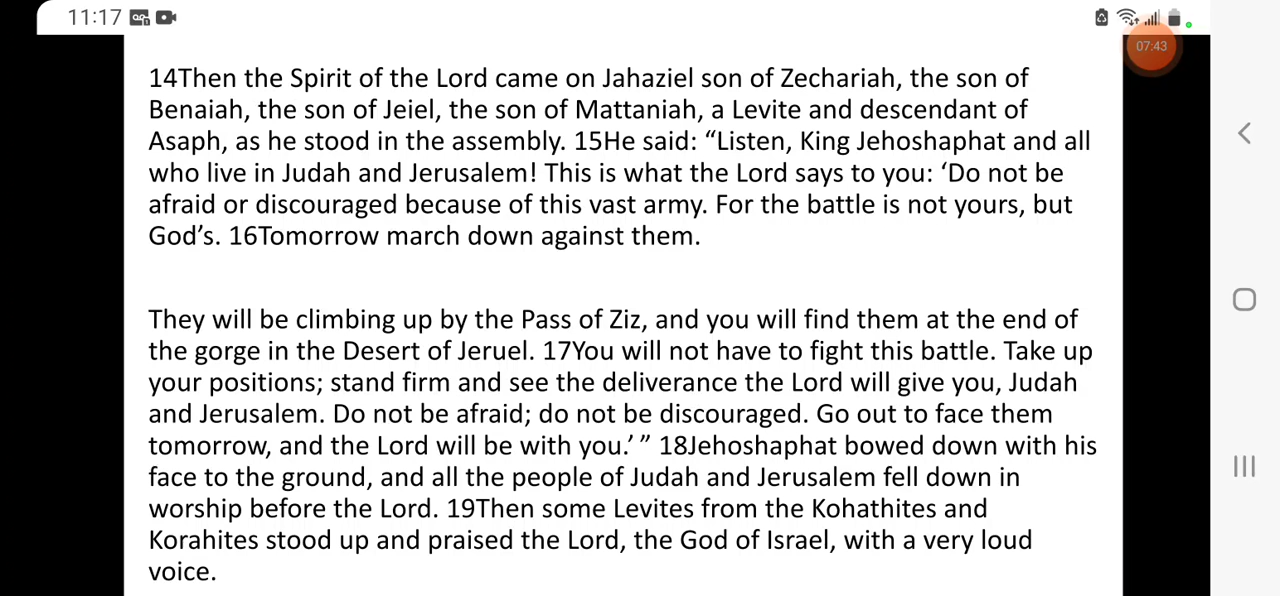 11:17
07:43
14Then the Spirit of the Lord came on Jahaziel son of Zechariah, the son of
Benaiah, the son of Jeiel, the son of Mattaniah, a Levite and descendant of
Asaph, as he stood in the assembly. 15He said: “Listen, King Jehoshaphat and all
who live in Judah and Jerusalem! This is what the Lord says to you: ‘Do not be
afraid or discouraged because of this vast army. For the battle is not yours, but
God’s. 16Tomorrow march down against them.
They will be climbing up by the Pass of Ziz, and you will find them at the end of
the gorge in the Desert of Jeruel. 17You will not have to fight this battle. Take up
your positions; stand firm and see the deliverance the Lord will give you, Judah
and Jerusalem. Do not be afraid; do not be discouraged. Go out to face them
tomorrow, and the Lord will be with you.’ ” 18Jehoshaphat bowed down with his
face to the ground, and all the people of Judah and Jerusalem fell down in
worship before the Lord. 19Then some Levites from the Kohathites and
Korahites stood up and praised the Lord, the God of Israel, with a very loud
voice.